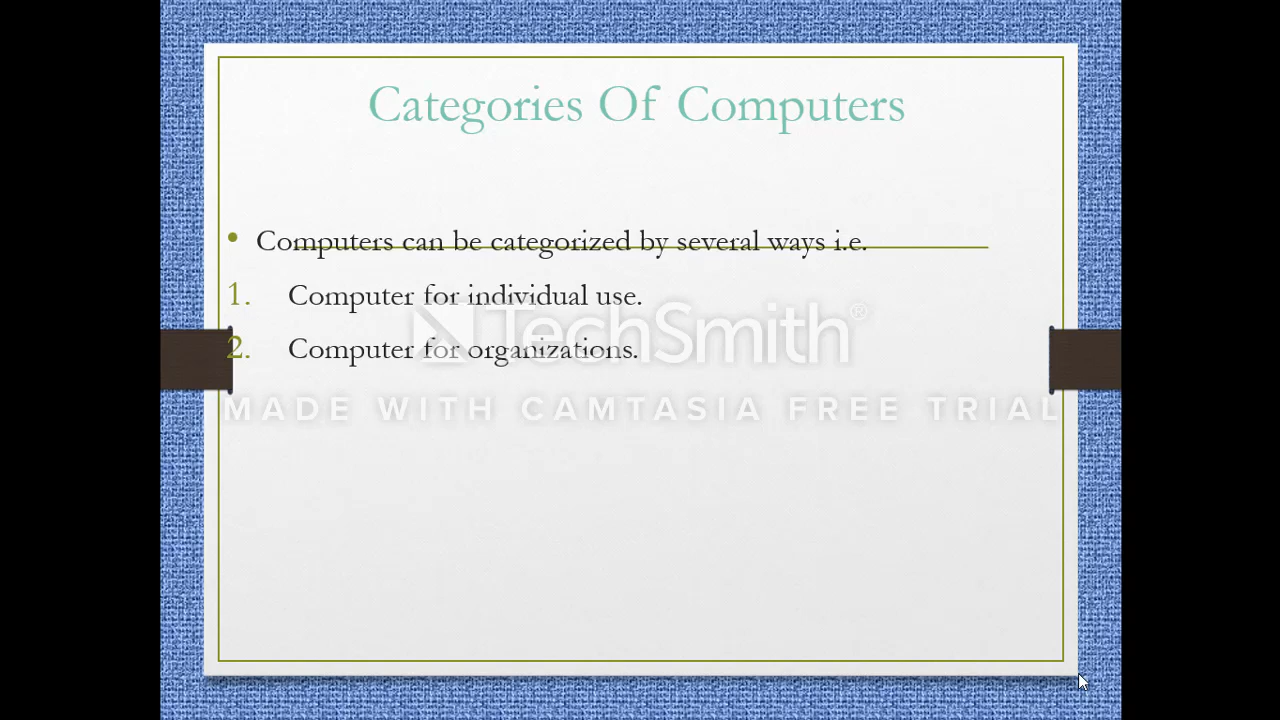 Categories Of Computers
• Computers can be categorized by several ways i.e.
1. Computer for individual use.
2. Computer for organizations.
TechSmith®
MADE WITH CAMTASIA FREE TRIAL